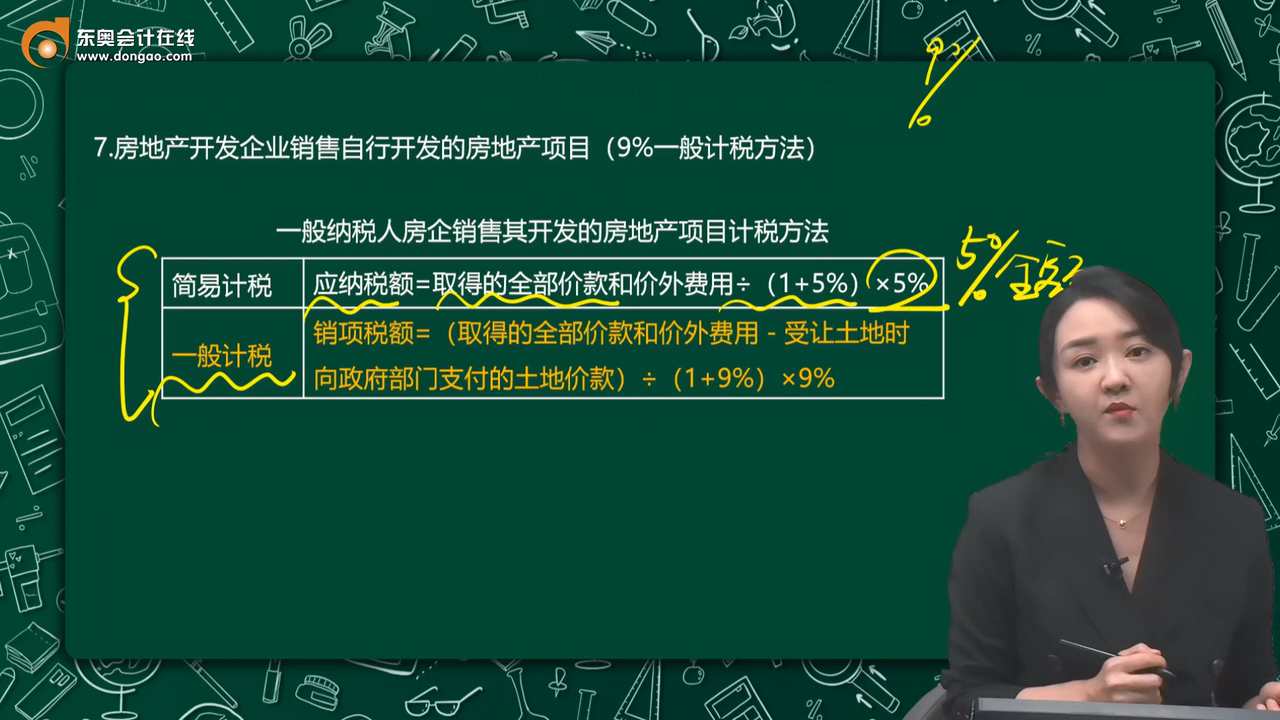 东奥会计在线
www.dongao.com
7.房地产开发企业销售自行开发的房地产项目（9%一般计税方法）
一般纳税人房企销售其开发的房地产项目计税方法
简易计税
应纳税额=取得的全部价款和价外费用÷（1+5%）×5%
5%
全额
一般计税
销项税额=（取得的全部价款和价外费用 - 受让土地时
向政府部门支付的土地价款）÷（1+9%）×9%